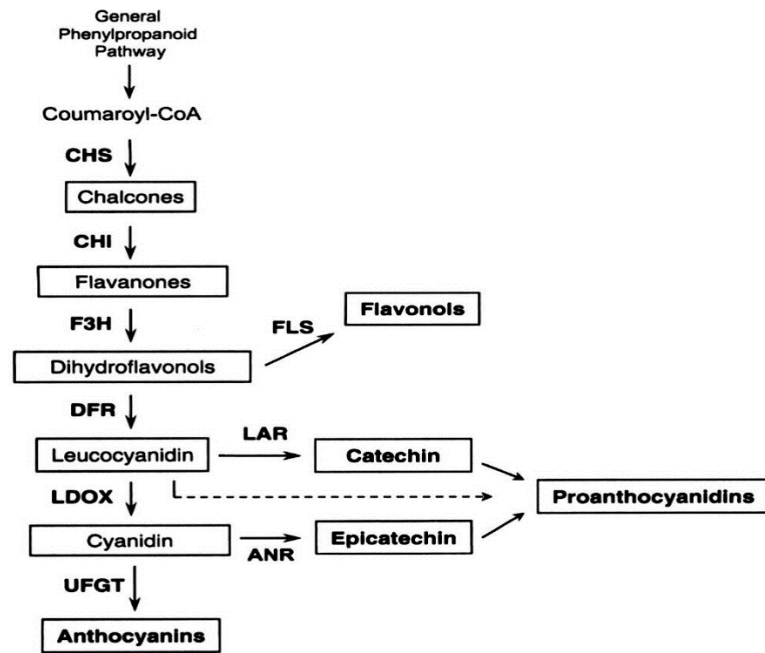 General
Phenylpropanoid
Pathway
Coumaroyl-CoA
CHS
Chalcones
CHI
Flavanones
F3H
FLS
Flavonols
Dihydroflavonols
DFR
LAR
Leucocyanidin
Catechin
LDOX
Proanthocyanidins
Cyanidin
ANR
Epicatechin
UFGT
Anthocyanins